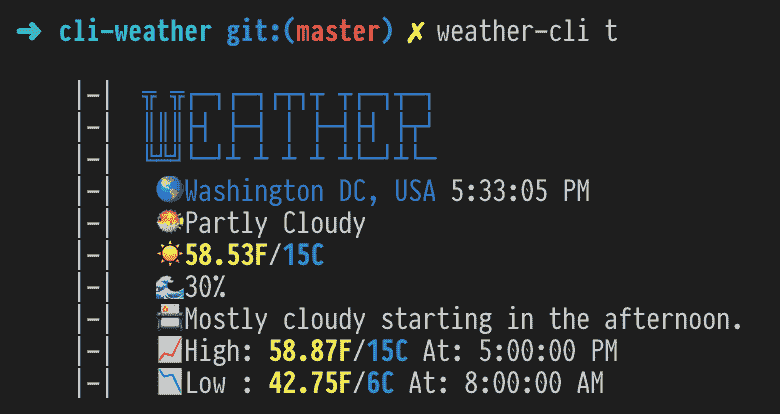 ➜ cli-weather git:(master) ✗ weather-cli t
|-| WEATHER
|-|
|-|
|-| Washington DC, USA 5:33:05 PM
|-| Partly Cloudy
|-| 58.53F/15C
|-| 30%
|-| Mostly cloudy starting in the afternoon.
|-| High: 58.87F/15C At: 5:00:00 PM
|-| Low : 42.75F/6C At: 8:00:00 AM